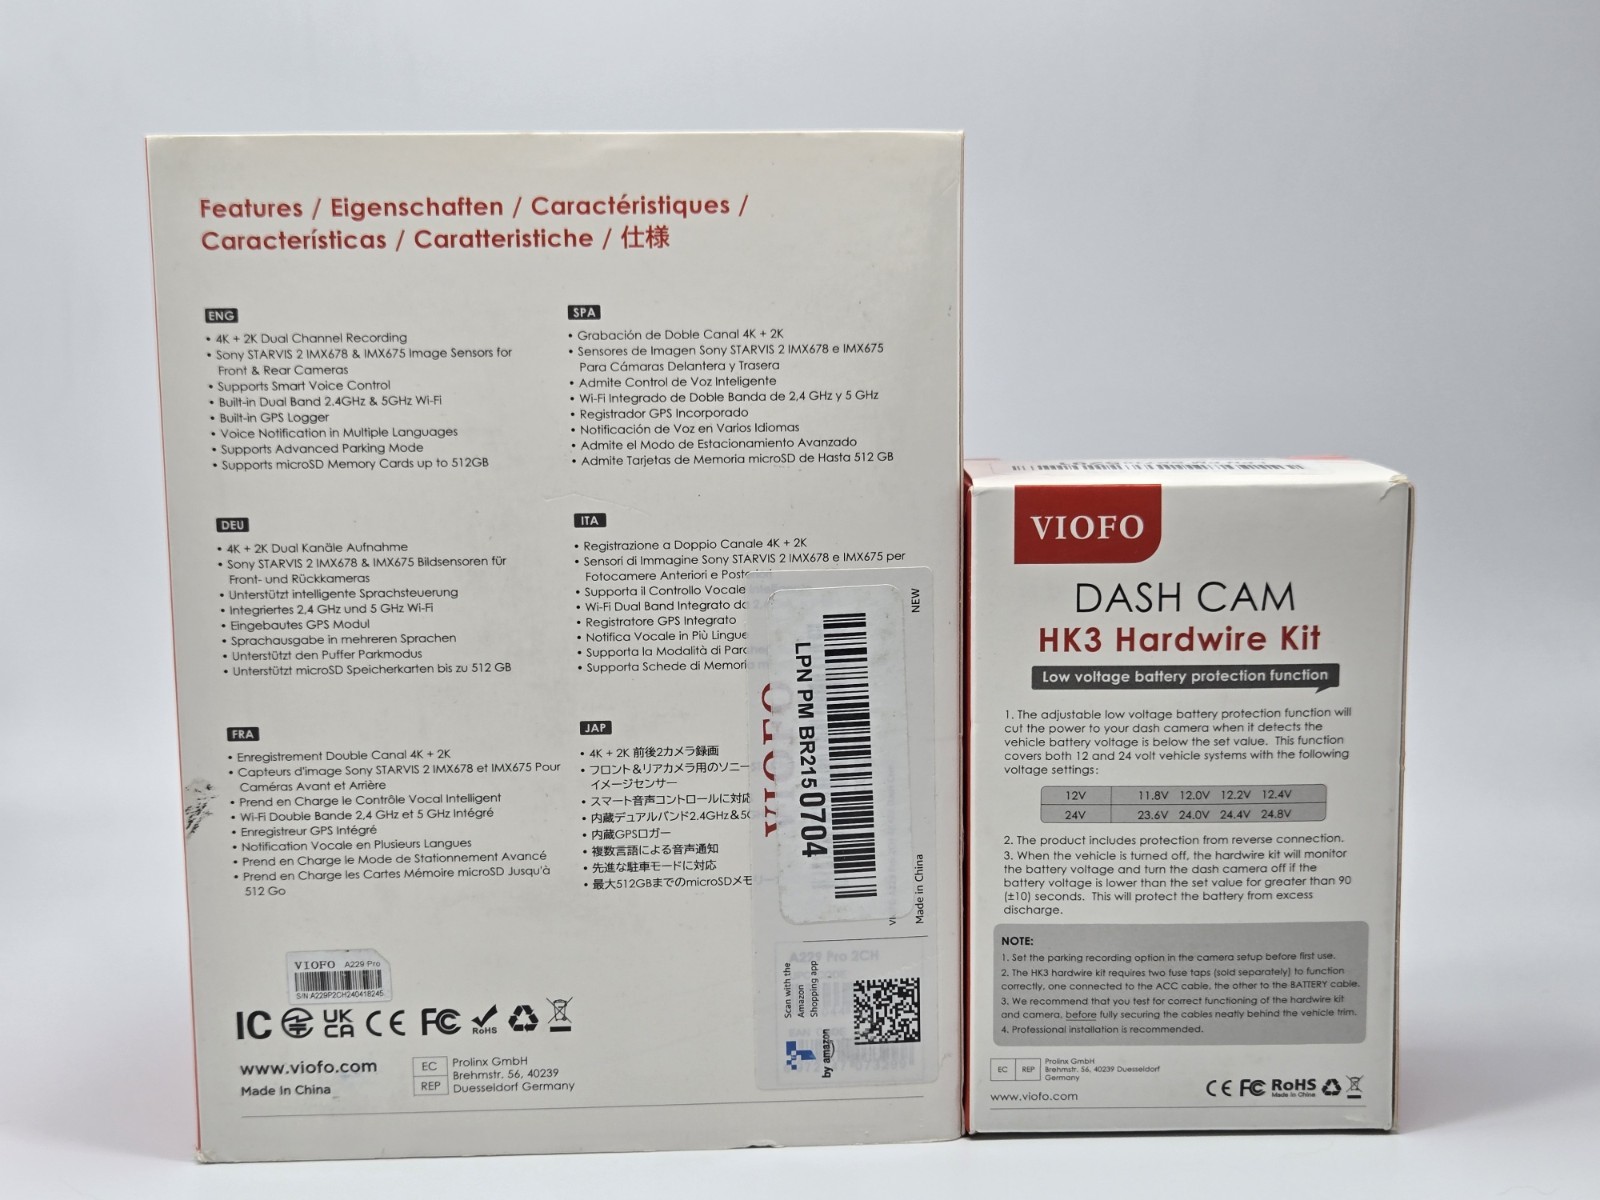 Features / Eigenschaften / Caractéristiques /
Características / Caratteristiche / 仕様
ENG
• 4K + 2K Dual Channel Recording
• Sony STARVIS 2 IMX678 & IMX675 Image Sensors for
Front & Rear Cameras
• Supports Smart Voice Control
• Built-in Dual Band 2.4GHz & 5GHz Wi-Fi
• Built-in GPS Logger
• Voice Notification in Multiple Languages
• Supports Advanced Parking Mode
• Supports microSD Memory Cards up to 512GB
SPA
• Grabación de Doble Canal 4K + 2K
• Sensores de Imagen Sony STARVIS 2 IMX678 e IMX675
Para Cámaras Delantera y Trasera
• Admite Control de Voz Inteligente
• Wi-Fi Integrado de Doble Banda de 2,4 GHz y 5 GHz
• Registrador GPS Incorporado
• Notificación de Voz en Varios Idiomas
• Admite el Modo de Estacionamiento Avanzado
• Admite Tarjetas de Memoria microSD de Hasta 512 GB
DEU
• 4K + 2K Dual Kanäle Aufnahme
• Sony STARVIS 2 IMX678 & IMX675 Bildsensoren für
Front- und Rückkameras
• Unterstützt intelligente Sprachsteuerung
• Integriertes 2,4 GHz und 5 GHz Wi-Fi
• Eingebautes GPS Modul
• Sprachausgabe in mehreren Sprachen
• Unterstützt den Puffer Parkmodus
• Unterstützt microSD Speicherkarten bis zu 512 GB
ITA
• Registrazione a Doppio Canale 4K + 2K
• Sensori di Immagine Sony STARVIS 2 IMX678 e IMX675 per
Fotocamere Anteriori e Posteriori
• Supporta il Controllo Vocale
• Wi-Fi Dual Band Integrato da 2,
• Registratore GPS Integrato
• Notifica Vocale in Più Lingue
• Supporta la Modalità di Parc
• Supporta Schede di Memoria
FRA
• Enregistrement Double Canal 4K + 2K
• Capteurs d'image Sony STARVIS 2 IMX678 et IMX675 Pour
Caméras Avant et Arrière
• Prend en Charge le Contrôle Vocal Intelligent
• Wi-Fi Double Bande 2,4 GHz et 5 GHz Intégré
• Enregistreur GPS Intégré
• Notification Vocale en Plusieurs Langues
• Prend en Charge le Mode de Stationnement Avancé
• Prend en Charge les Cartes Mémoire microSD Jusqu'à
512 Go
JAP
• 4K + 2K 前後2カメラ録画
• フロント&リアカメラ用のソニー
イメージセンサー
• スマート音声コントロールに対応
• 内蔵デュアルバンド2.4GHz&5G
• 内蔵GPSロガー
• 複数言語による音声通知
• 先進な駐車モードに対応
• 最大512GBまでのmicroSDメモ
NEW
LPN PM BR2150704
VIOFO
Made in China
A229 Pro 2CH
Scan with the
Amazon
Shopping app
by amazon
VIOFO A229 Pro
S/N:A229P2CH240418245
IC UK CA CE FC RoHS
www.viofo.com
Made In China
EC REP
Prolinx GmbH
Brehmstr. 56, 40239
Duesseldorf Germany
VIOFO
DASH CAM
HK3 Hardwire Kit
Low voltage battery protection function
1. The adjustable low voltage battery protection function will
cut the power to your dash camera when it detects the
vehicle battery voltage is below the set value. This function
covers both 12 and 24 volt vehicle systems with the following
voltage settings:
12V 11.8V 12.0V 12.2V 12.4V
24V 23.6V 24.0V 24.4V 24.8V
2. The product includes protection from reverse connection.
3. When the vehicle is turned off, the hardwire kit will monitor
the battery voltage and turn the dash camera off if the
battery voltage is lower than the set value for greater than 90
(±10) seconds. This will protect the battery from excess
discharge.
NOTE:
1. Set the parking recording option in the camera setup before first use.
2. The HK3 hardwire kit requires two fuse taps (sold separately) to function
correctly, one connected to the ACC cable, the other to the BATTERY cable.
3. We recommend that you test for correct functioning of the hardwire kit
and camera, before fully securing the cables neatly behind the vehicle trim.
4. Professional installation is recommended.
EC REP
Prolinx GmbH
Brehmstr. 56, 40239 Duesseldorf
Germany
www.viofo.com
CE FC RoHS
Made in China